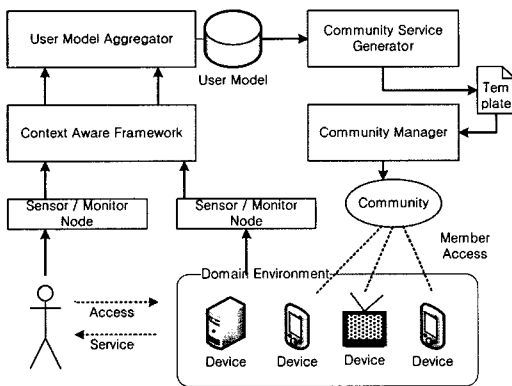 User Model Aggregator
User Model
Community Service
Generator
Tem
plate
Context Aware Framework
Community Manager
Sensor / Monitor
Node
Sensor / Monitor
Node
Community
Member
Access
Domain Environment
Access
Service
Device
Device
Device
Device